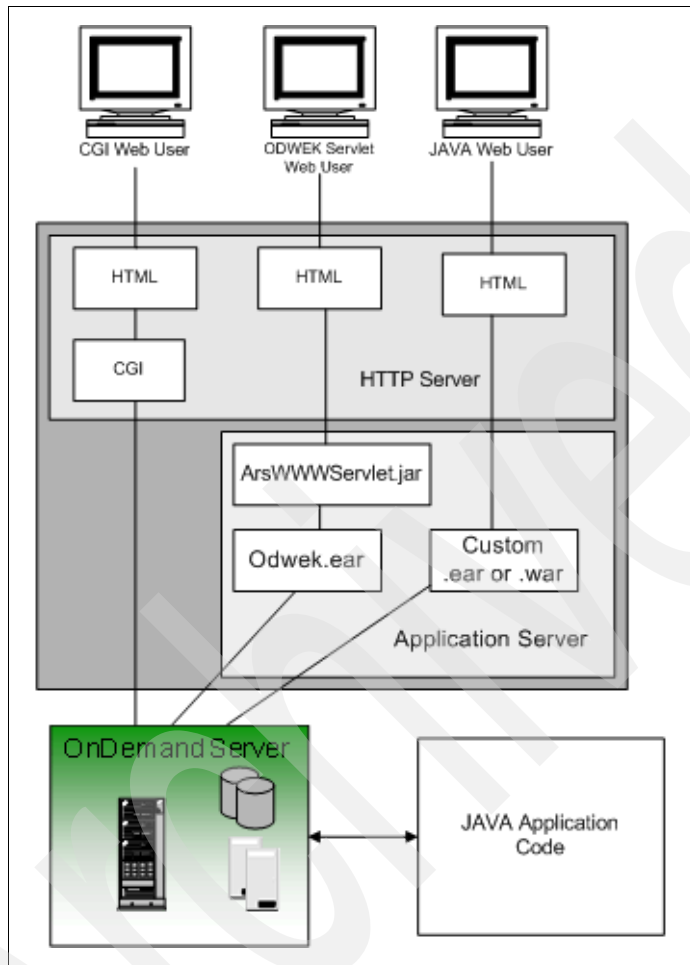 CGI Web User
ODWEK Servlet
Web User
JAVA Web User
HTML
HTML
HTML
CGI
HTTP Server
ArsWWWServlet.jar
Odwek.ear
Custom
.ear or .war
Application Server
OnDemand Server
JAVA Application
Code